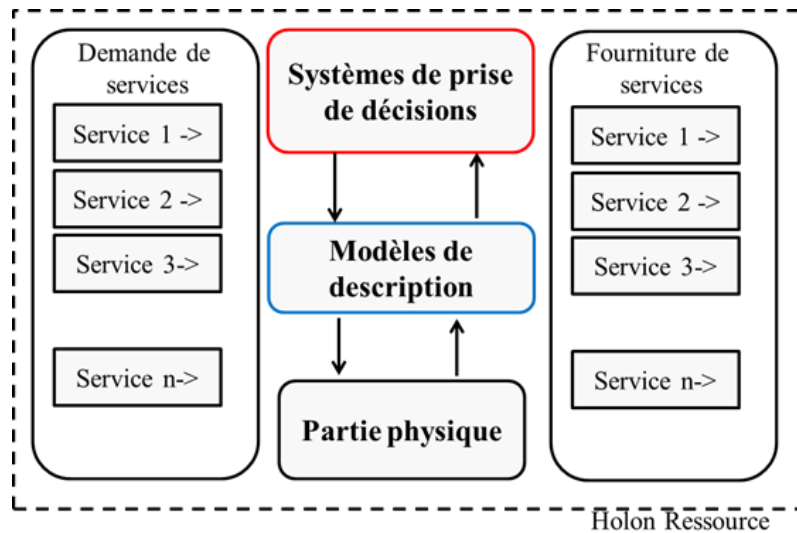 Demande de
services
Service 1 ->
Service 2 ->
Service 3->
Service n->
Systèmes de prise
de décisions
Modèles de
description
Partie physique
Fourniture de
services
Service 1 ->
Service 2 ->
Service 3->
Service n->
Holon Ressource